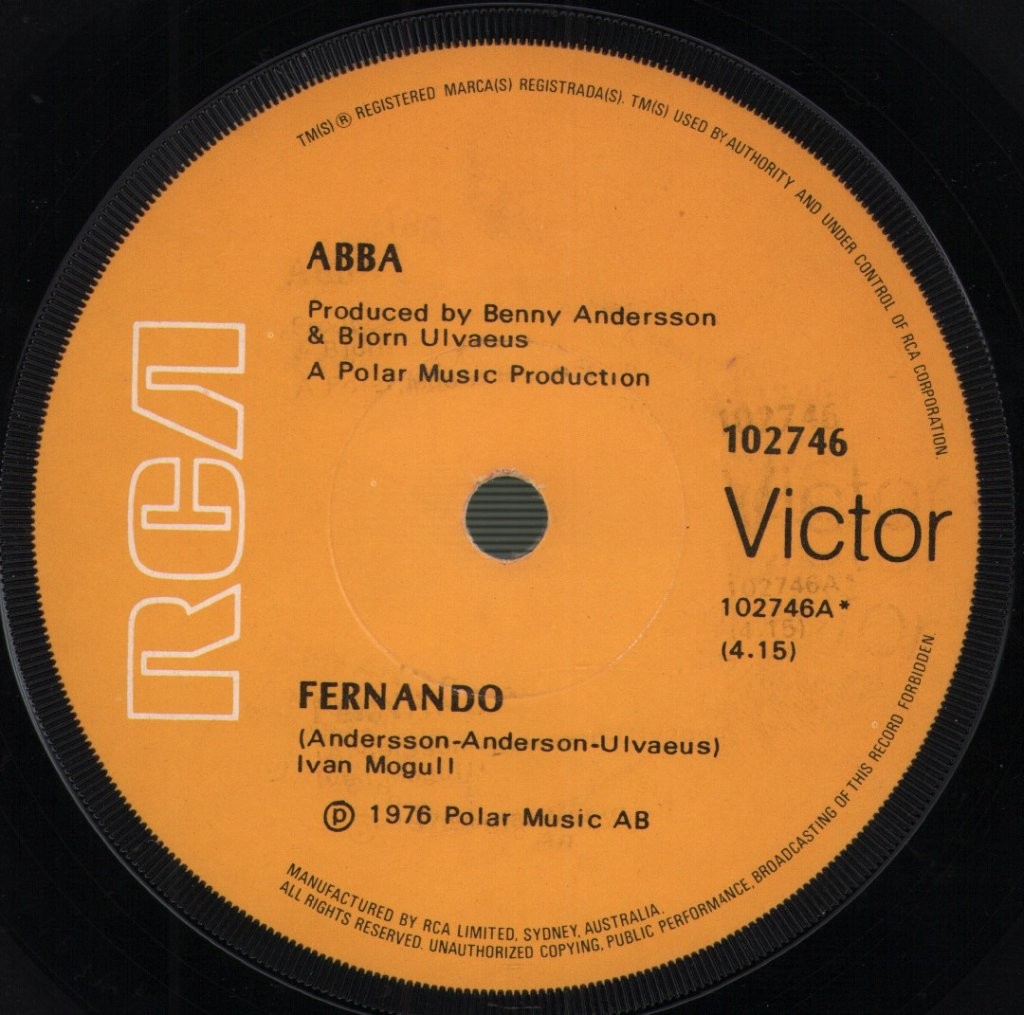 TM(S) ® REGISTERED MARCA(S) REGISTRADA(S). TM(S) USED BY AUTHORITY AND UNDER CONTROL OF RCA CORPORATION.
ABBA
Produced by Benny Andersson
& Bjorn Ulvaeus
A Polar Music Production
RCA
102746
Victor
102746A*
(4.15)
FERNANDO
(Andersson-Anderson-Ulvaeus)
Ivan Mogull
℗ 1976 Polar Music AB
MANUFACTURED BY RCA LIMITED, SYDNEY, AUSTRALIA.
ALL RIGHTS RESERVED. UNAUTHORIZED COPYING, PUBLIC PERFORMANCE, BROADCASTING OF THIS RECORD FORBIDDEN.